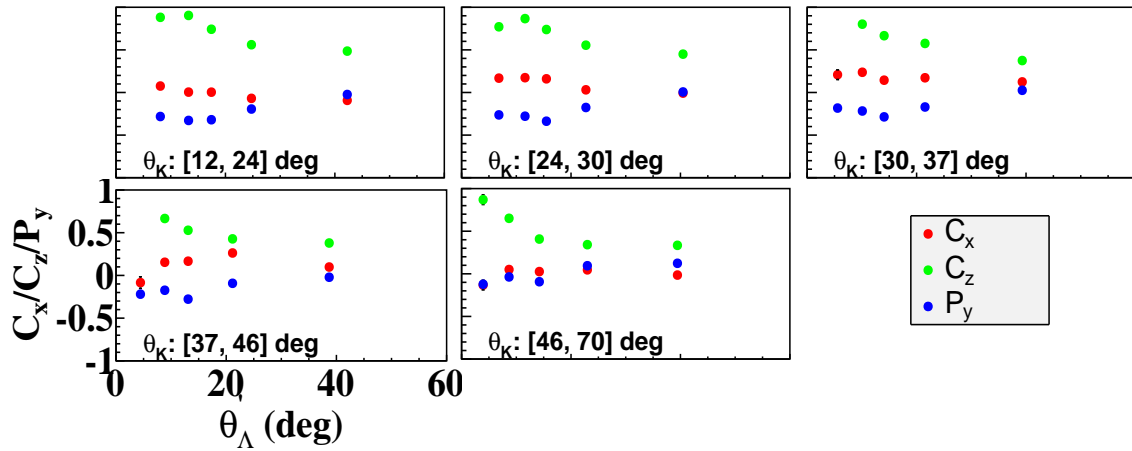 θK: [12, 24] deg
θK: [24, 30] deg
θK: [30, 37] deg
Cx/Cz/Py
1
0.5
0
-0.5
-1
θK: [37, 46] deg
θK: [46, 70] deg
0 20 40 60
θ'Λ (deg)
Cx
Cz
Py